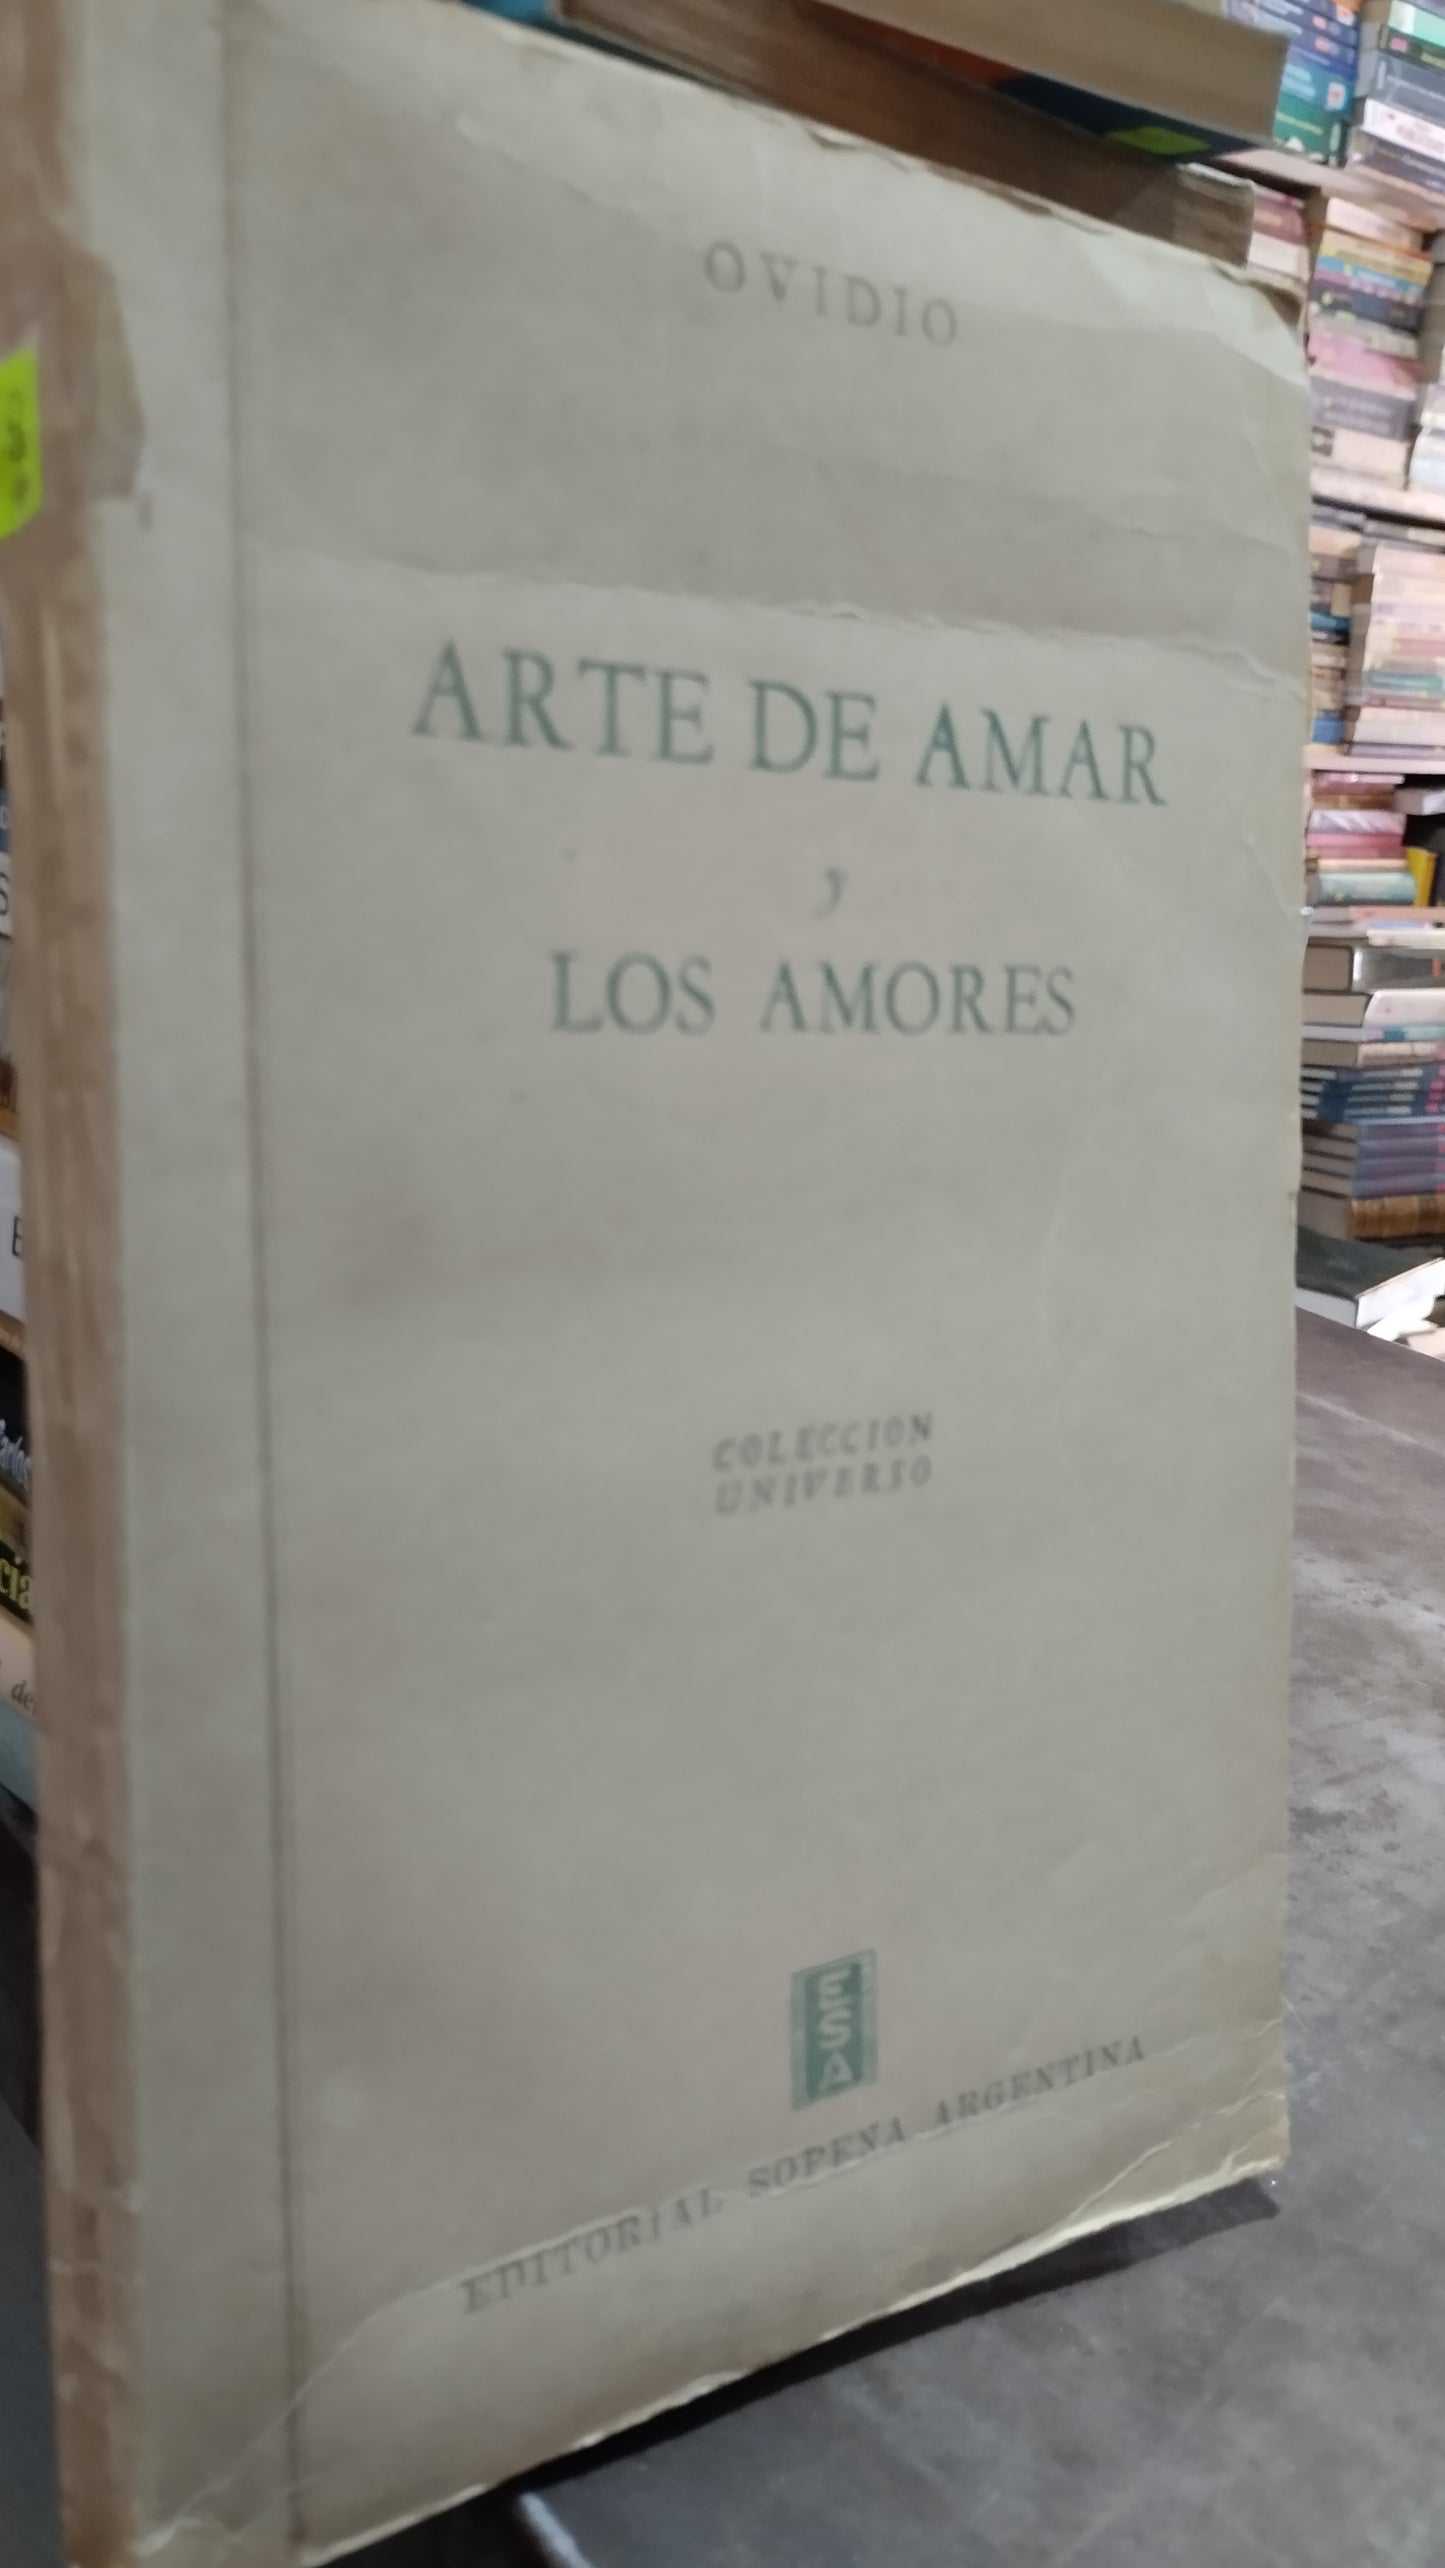 OVIDIO
ARTE DE AMAR
y
LOS AMORES
COLECCION
UNIVERSO
ESA
EDITORIAL SOPENA ARGENTINA